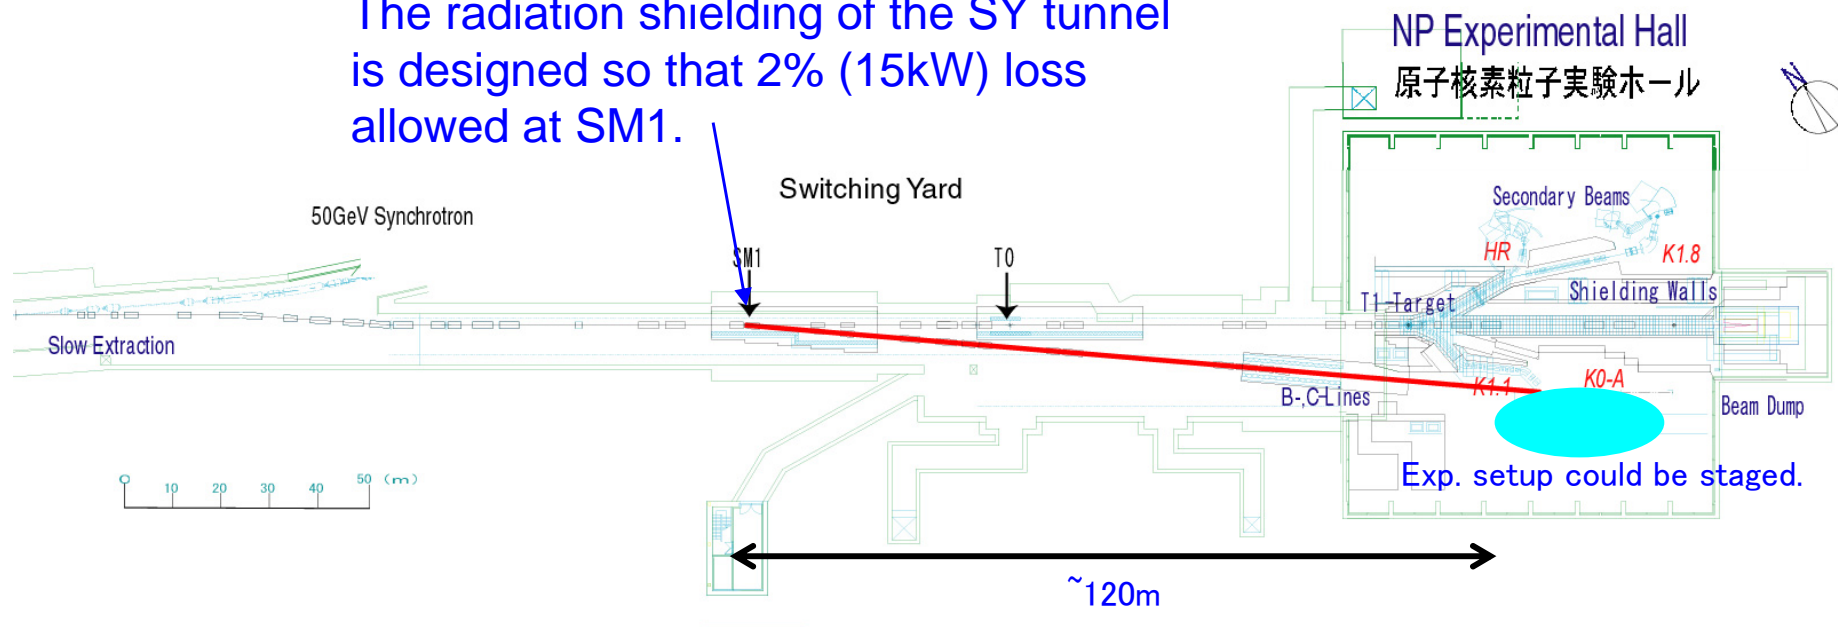 The radiation shielding of the SY tunnel
is designed so that 2% (15kW) loss
allowed at SM1.
NP Experimental Hall
原子核素粒子実験ホール
N
Switching Yard
50GeV Synchrotron
Secondary Beams
SM1
T0
HR
K1.8
T1-Target
Shielding Walls
Slow Extraction
K1.1
K0-A
B-,C-Lines
Beam Dump
Exp. setup could be staged.
0 10 20 30 40 50 (m)
~120m